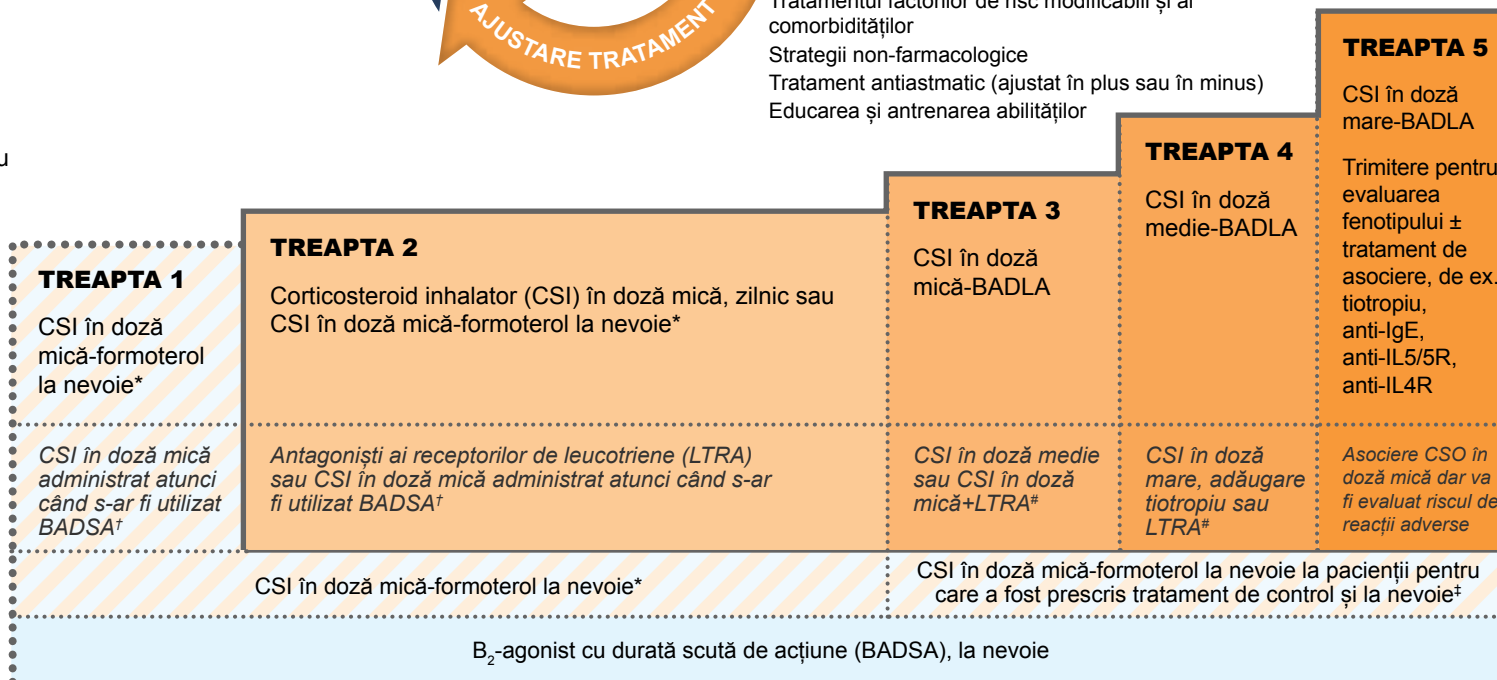 AJUSTARE TRATAMENT
comorbidităților
Strategii non-farmacologice
Tratament antiastmatic (ajustat în plus sau în minus)
Educarea și antrenarea abilităților
u
TREAPTA 1
CSI în doză
mică-formoterol
la nevoie*
TREAPTA 2
Corticosteroid inhalator (CSI) în doză mică, zilnic sau
CSI în doză mică-formoterol la nevoie*
TREAPTA 3
CSI în doză
mică-BADLA
TREAPTA 4
CSI în doză
medie-BADLA
TREAPTA 5
CSI în doză
mare-BADLA
Trimitere pentru
evaluarea
fenotipului ±
tratament de
asociere, de ex.
tiotropiu,
anti-IgE,
anti-IL5/5R,
anti-IL4R
CSI în doză mică
administrat atunci
când s-ar fi utilizat
BADSA†
Antagoniști ai receptorilor de leucotriene (LTRA)
sau CSI în doză mică administrat atunci când s-ar
fi utilizat BADSA†
CSI în doză medie
sau CSI în doză
mică+LTRA#
CSI în doză
mare, adăugare
tiotropiu sau
LTRA#
Asociere CSO în
doză mică dar va
fi evaluat riscul de
reacții adverse
CSI în doză mică-formoterol la nevoie*
CSI în doză mică-formoterol la nevoie la pacienții pentru
care a fost prescris tratament de control și la nevoie‡
B2-agonist cu durată scută de acțiune (BADSA), la nevoie